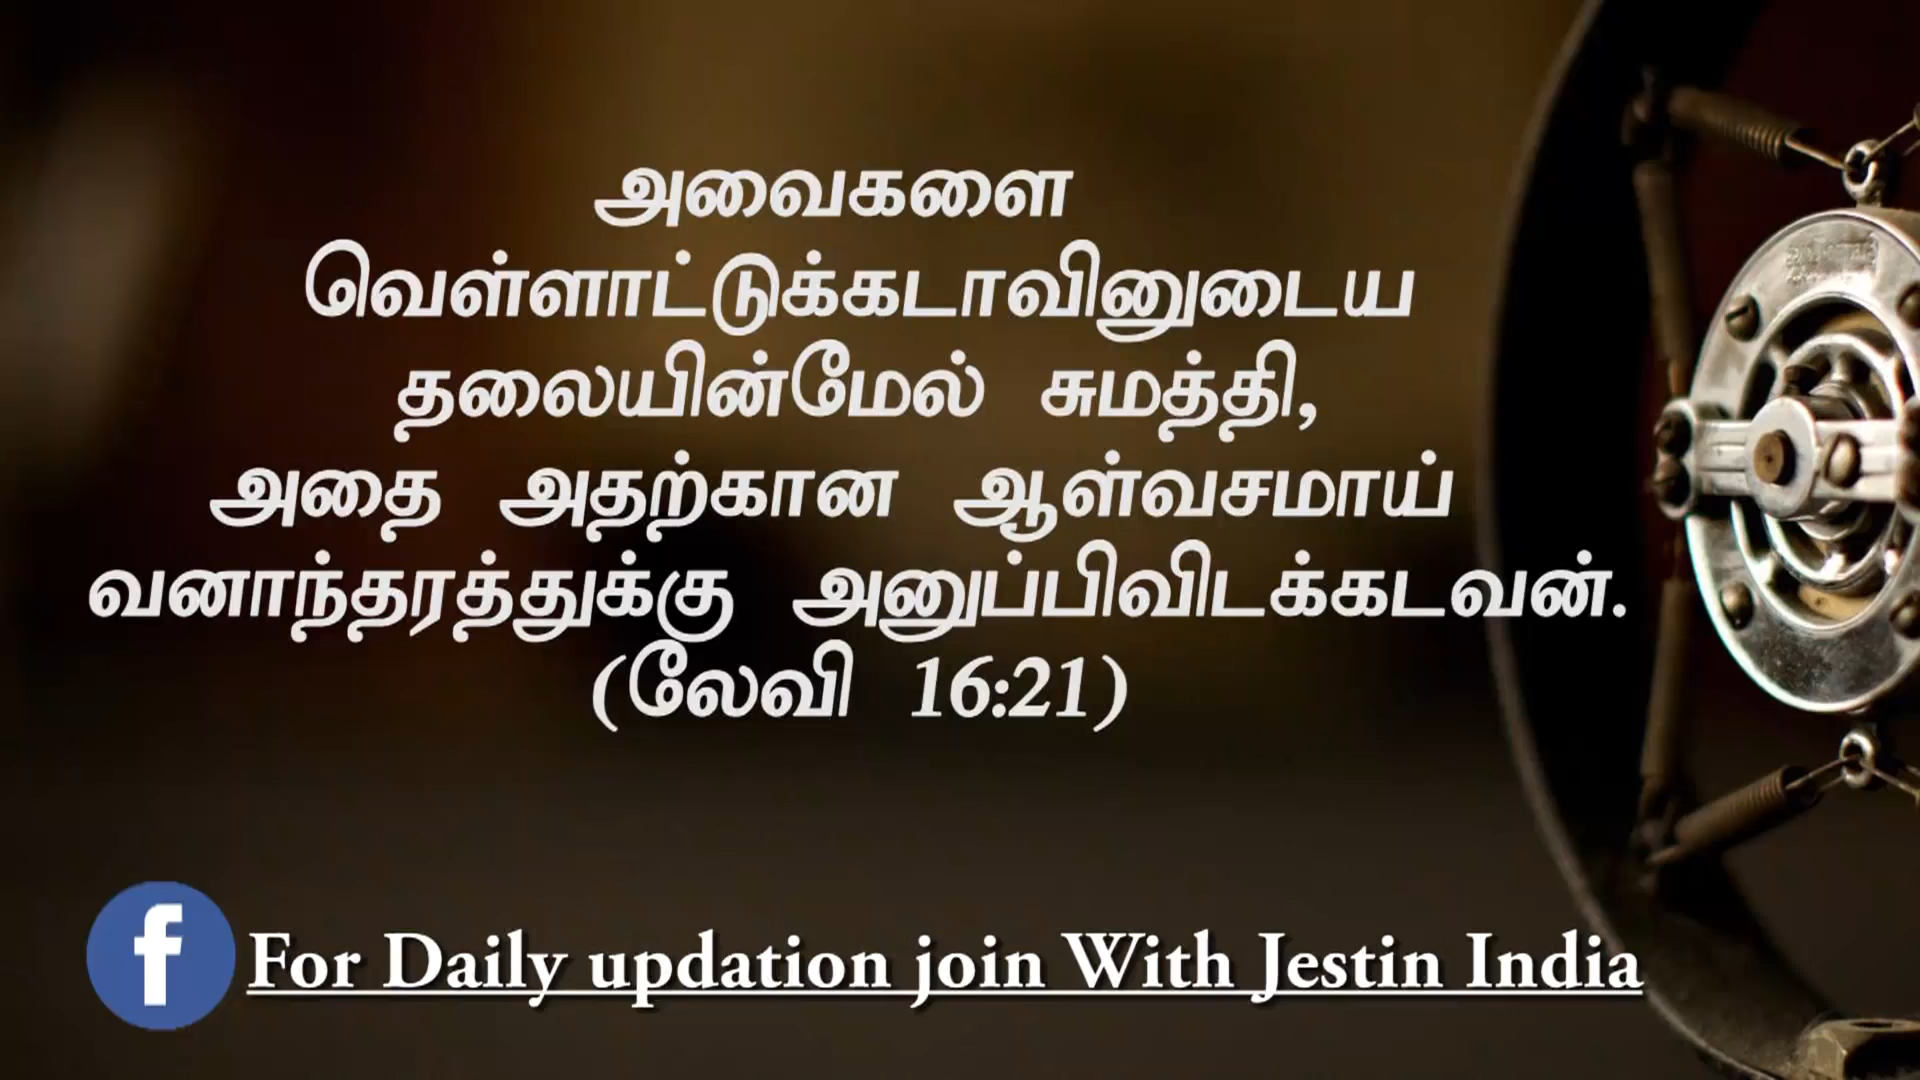 அவைகளை
வெள்ளாட்டுக்கடாவினுடைய
தலையின்மேல் சுமத்தி,
அதை அதற்கான ஆள்வசமாய்
வனாந்தரத்துக்கு அனுப்பிவிடக்கடவன்.
(லேவி 16:21)
f For Daily updation join With Jestin India